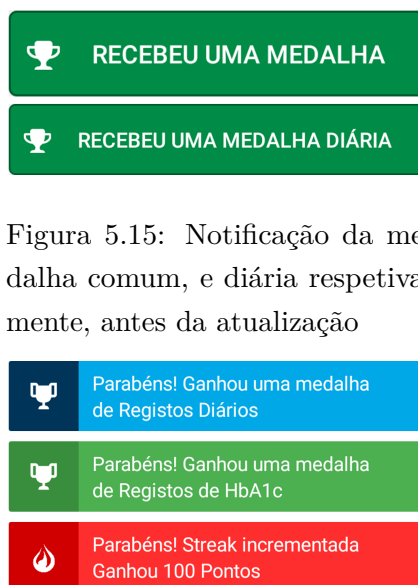 RECEBEU UMA MEDALHA
RECEBEU UMA MEDALHA DIÁRIA
Figura 5.15: Notificação da me-
dalha comum, e diária respetiva-
mente, antes da atualização
Parabéns! Ganhou uma medalha
de Registos Diários
Parabéns! Ganhou uma medalha
de Registos de HbA1c
Parabéns! Streak incrementada
Ganhou 100 Pontos